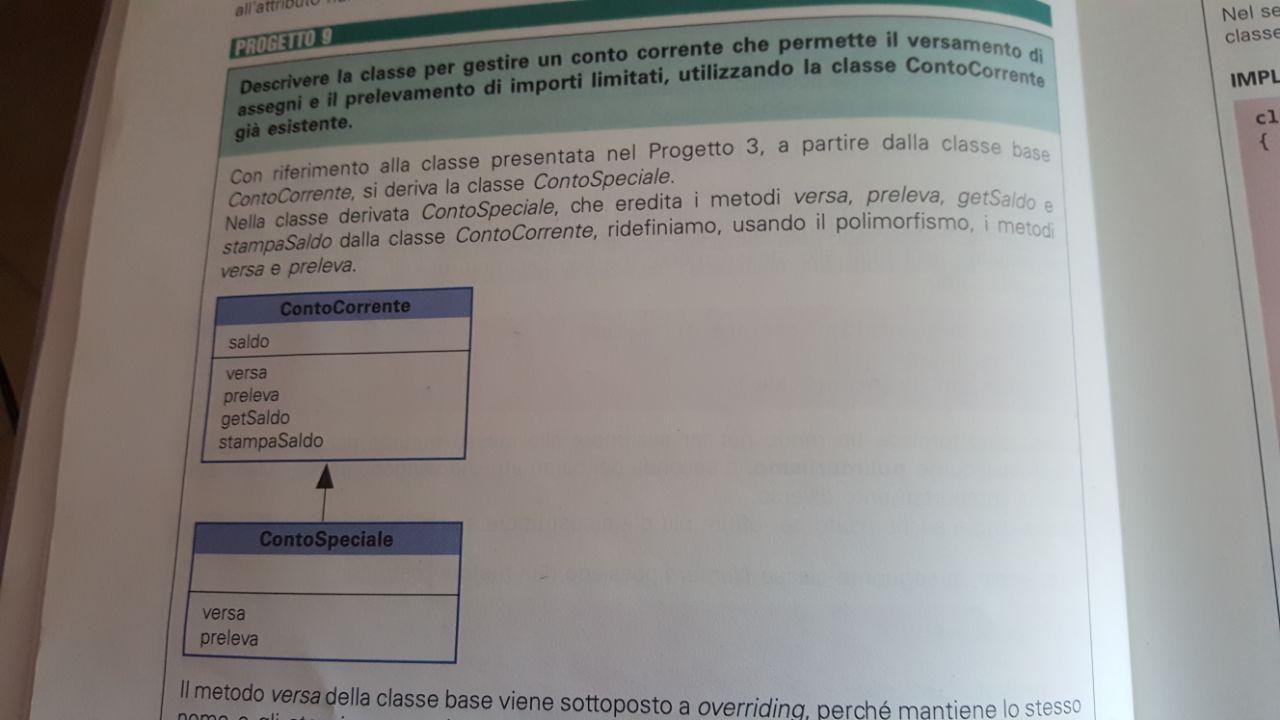 all'attributo
PROGETTO 9
Descrivere la classe per gestire un conto corrente che permette il versamento di
assegni e il prelevamento di importi limitati, utilizzando la classe ContoCorrente
già esistente.
Con riferimento alla classe presentata nel Progetto 3, a partire dalla classe base
ContoCorrente, si deriva la classe ContoSpeciale.
Nella classe derivata ContoSpeciale, che eredita i metodi versa, preleva, getSaldo e
stampaSaldo dalla classe ContoCorrente, ridefiniamo, usando il polimorfismo, i metodi
versa e preleva.
ContoCorrente
saldo
versa
preleva
getSaldo
stampaSaldo
ContoSpeciale
versa
preleva
Il metodo versa della classe base viene sottoposto a overriding, perché mantiene lo stesso
Nel se
classe
IMPL
cl
{